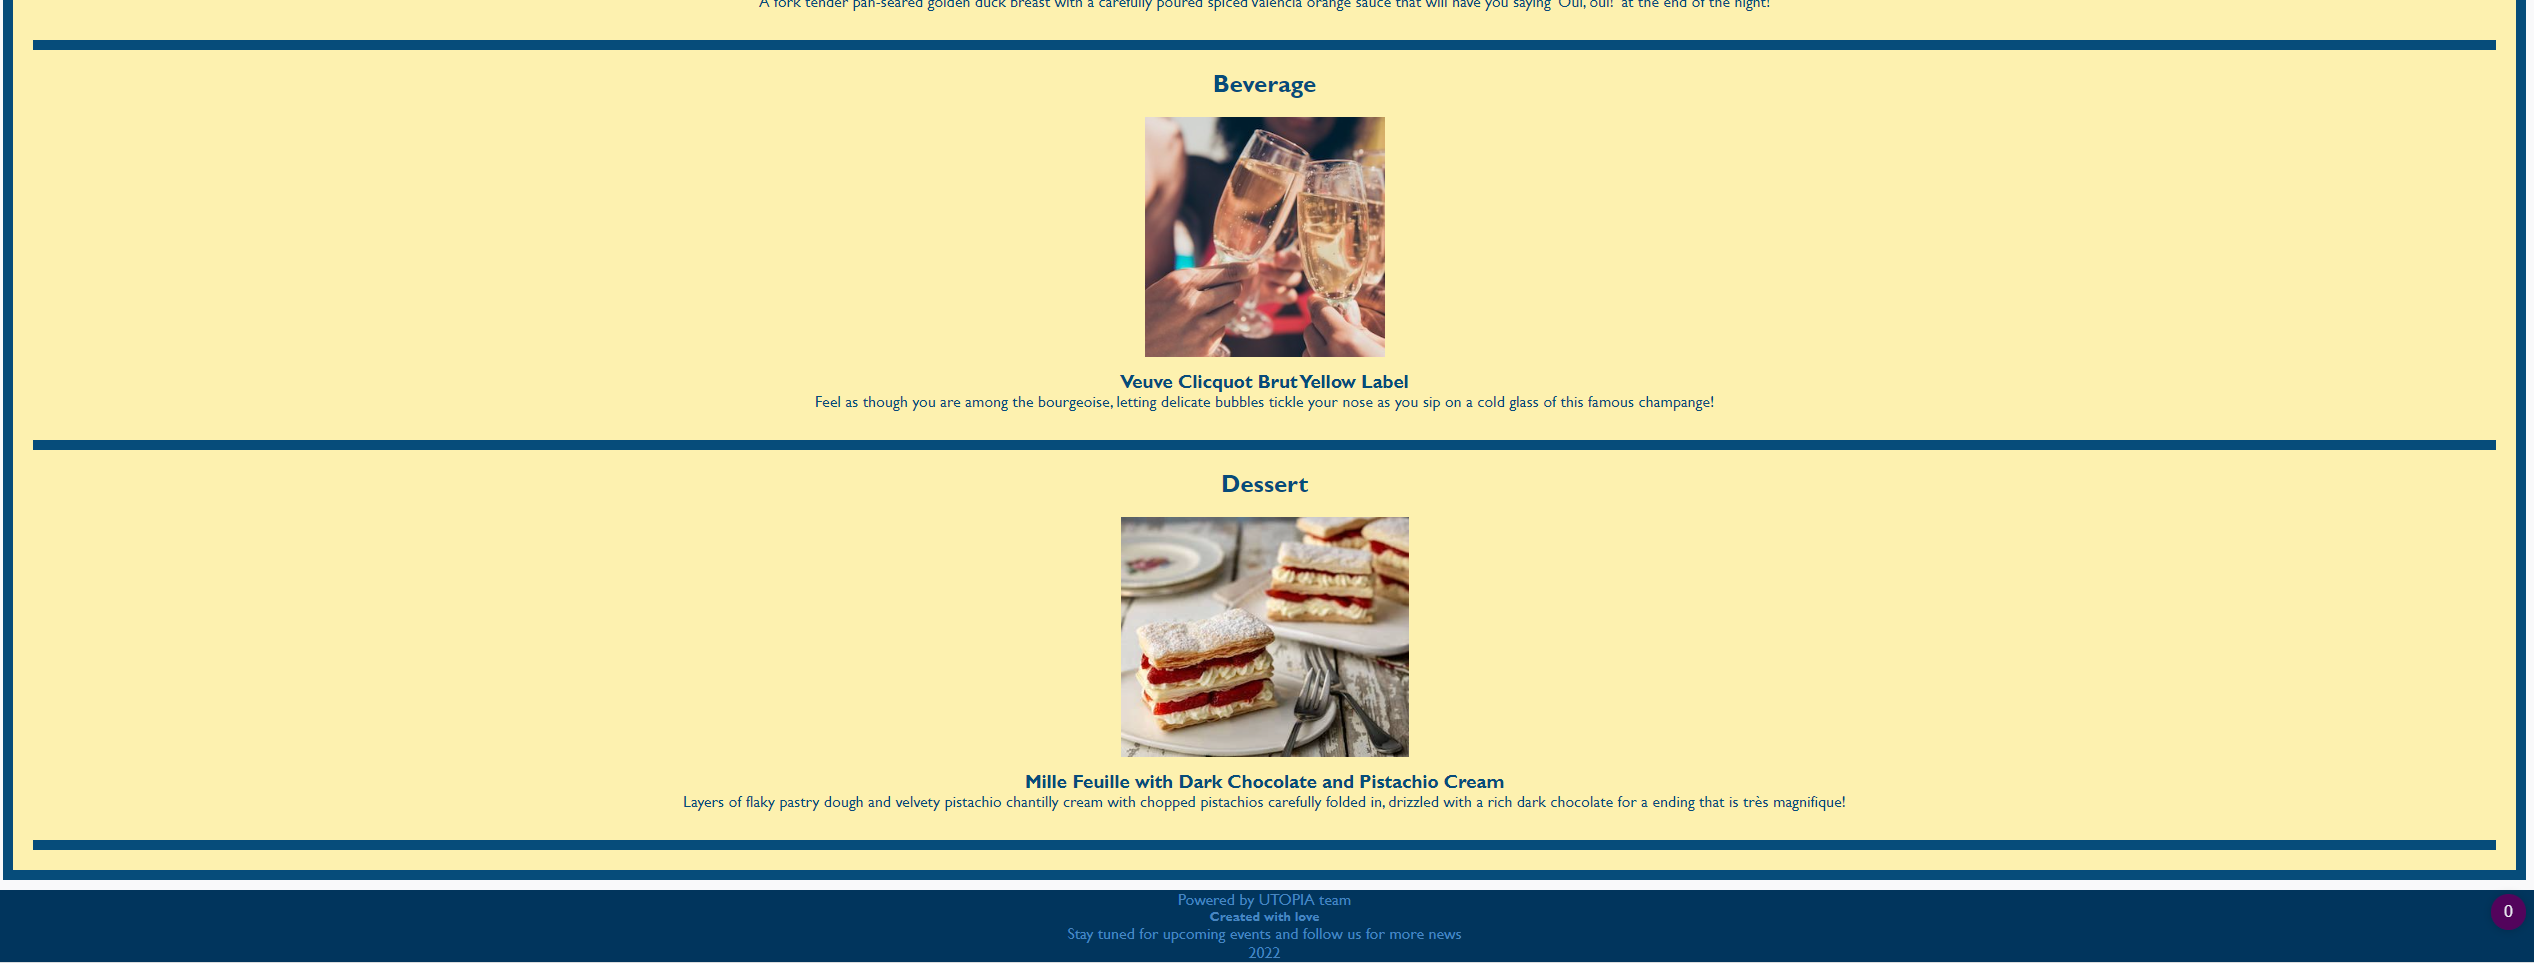 A fork tender pan-seared golden duck breast with a carefully poured spiced Valencia orange sauce that will have you saying "Oui, oui!" at the end of the night!
Beverage
Veuve Clicquot Brut Yellow Label
Feel as though you are among the bourgeoise, letting delicate bubbles tickle your nose as you sip on a cold glass of this famous champange!
Dessert
Mille Feuille with Dark Chocolate and Pistachio Cream
Layers of flaky pastry dough and velvety pistachio chantilly cream with chopped pistachios carefully folded in, drizzled with a rich dark chocolate for a ending that is très magnifique!
Powered by UTOPIA team
Created with love
Stay tuned for upcoming events and follow us for more news
2022
0